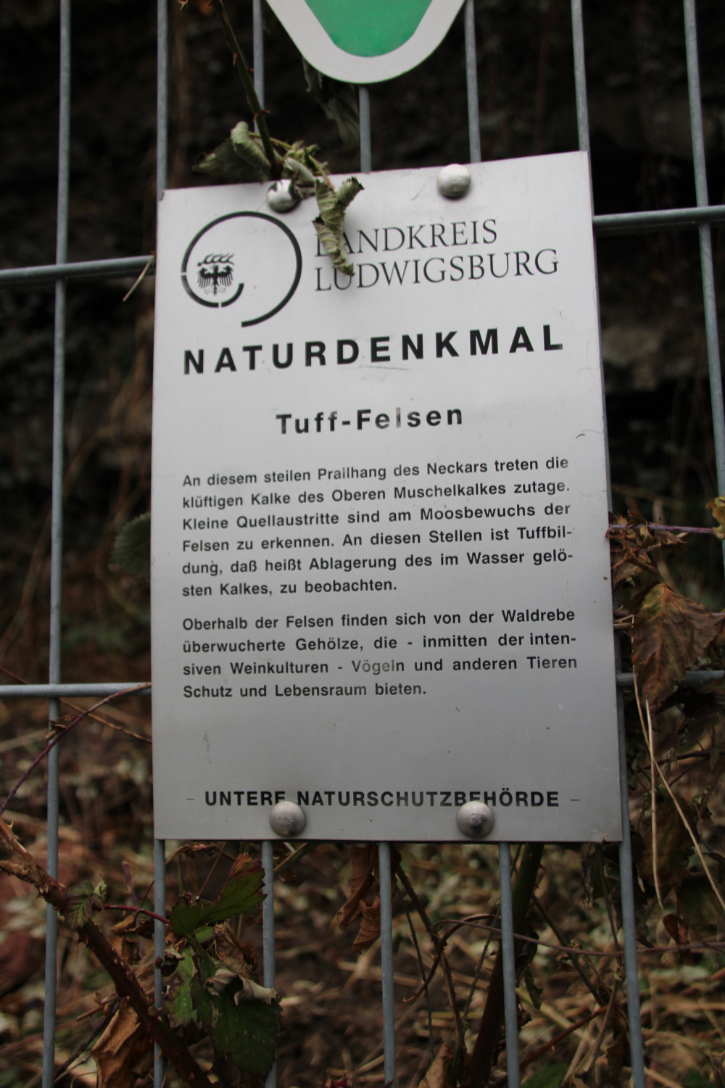 LANDKREIS
LUDWIGSBURG
NATURDENKMAL
Tuff-Felsen
An diesem steilen Prallhang des Neckars treten die
klüftigen Kalke des Oberen Muschelkalkes zutage.
Kleine Quellaustritte sind am Moosbewuchs der
Felsen zu erkennen. An diesen Stellen ist Tuffbil-
dung, daß heißt Ablagerung des im Wasser gelö-
sten Kalkes, zu beobachten.
Oberhalb der Felsen finden sich von der Waldrebe
überwucherte Gehölze, die - inmitten der inten-
siven Weinkulturen - Vögeln und anderen Tieren
Schutz und Lebensraum bieten.
- UNTERE NATURSCHUTZBEHÖRDE -